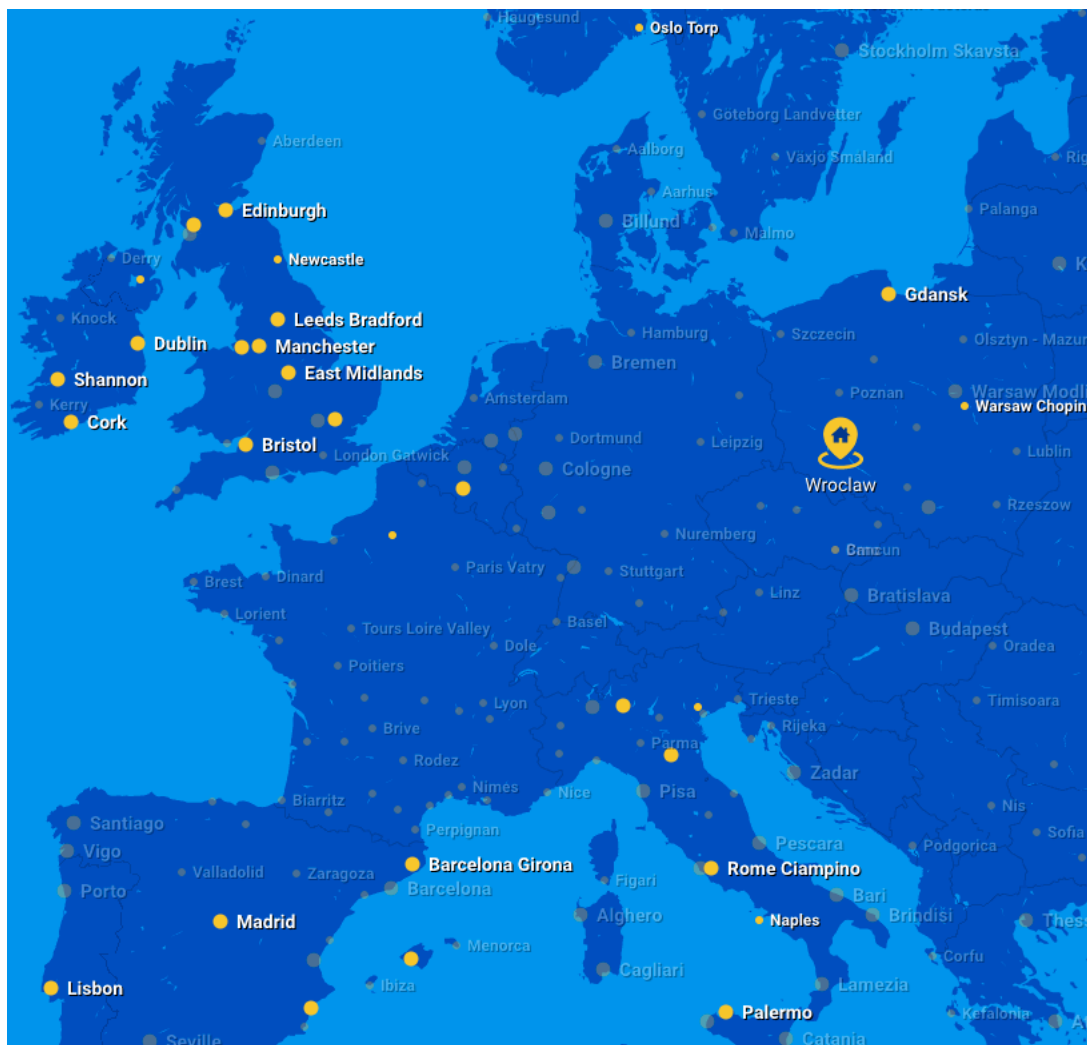 Haugesund
Oslo Torp
Stockholm Skavsta
Göteborg Landvetter
Aberdeen
Aalborg
Växjo Småland
Aarhus
Palanga
Edinburgh
Billund
Malmo
Derry
Newcastle
Gdansk
Knock
Leeds Bradford
Hamburg
Szczecin
Olsztyn - Mazur
Dublin
Manchester
Bremen
Shannon
East Midlands
Poznan
Warsaw Modli
Kerry
Amsterdam
Warsaw Chopin
Cork
Bristol
Dortmund
Leipzig
London Gatwick
Lublin
Cologne
Wroclaw
Rzeszow
Nuremberg
Paris Vatry
Stuttgart
Brest
Dinard
Linz
Bratislava
Lorient
Tours Loire Valley
Basel
Budapest
Dole
Oradea
Poitiers
Lyon
Trieste
Timisoara
Brive
Rijeka
Parma
Rodez
Zadar
Nimes
Nice
Pisa
Biarritz
Nis
Santiago
Perpignan
Sofia
Vigo
Pescara
Podgorica
Barcelona Girona
Rome Ciampino
Valladolid
Zaragoza
Figari
Porto
Barcelona
Bari
Madrid
Alghero
Naples
Brindisi
Thess
Menorca
Corfu
Cagliari
Lisbon
Ibiza
Lamezia
Palermo
Kefalonia
Seville
Catania